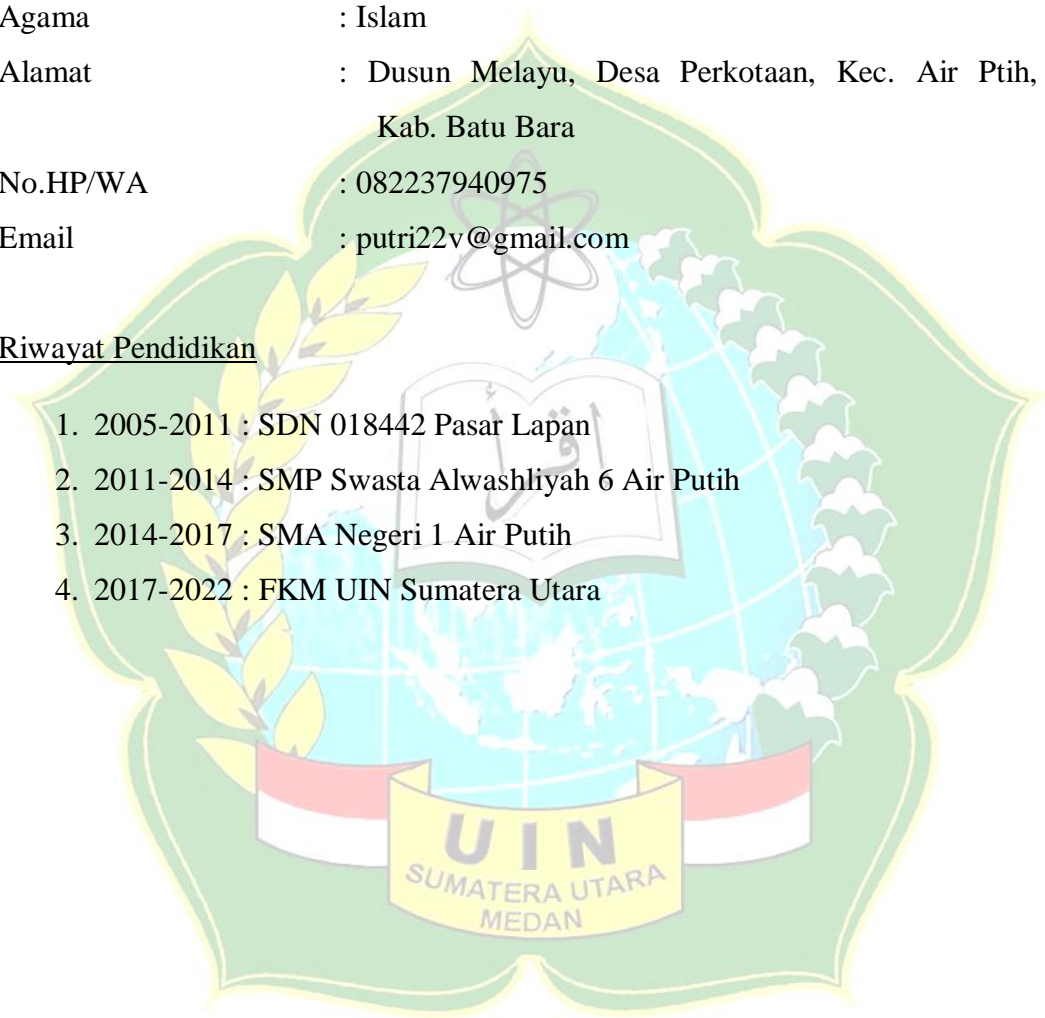 Agama : Islam
Alamat : Dusun Melayu, Desa Perkotaan, Kec. Air Ptih,
Kab. Batu Bara
No.HP/WA : 082237940975
Email : putri22v@gmail.com
Riwayat Pendidikan
1. 2005-2011 : SDN 018442 Pasar Lapan
2. 2011-2014 : SMP Swasta Alwashliyah 6 Air Putih
3. 2014-2017 : SMA Negeri 1 Air Putih
4. 2017-2022 : FKM UIN Sumatera Utara
اقرأ
UIN
SUMATERA UTARA
MEDAN